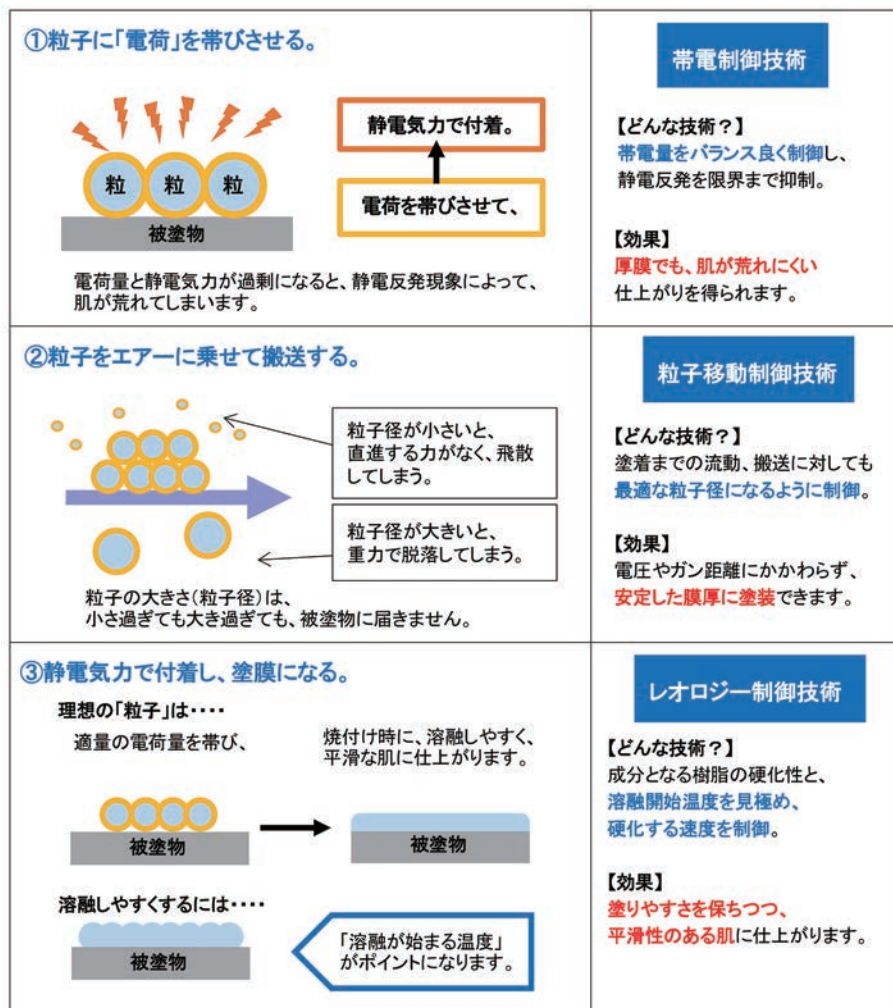 ①粒子に「電荷」を帯びさせる。
粒
粒
粒
被塗物
静電気力で付着。
電荷を帯びさせて、
電荷量と静電気力が過剰になると、静電反発現象によって、
肌が荒れてしまいます。
帯電制御技術
【どんな技術？】
帯電量をバランス良く制御し、
静電反発を限界まで抑制。
【効果】
厚膜でも、肌が荒れにくい
仕上がりを得られます。
②粒子をエアーに乗せて搬送する。
粒子径が小さいと、
直進する力がなく、飛散
してしまう。
粒子径が大きいと、
重力で脱落してしまう。
粒子の大きさ（粒子径）は、
小さ過ぎても大き過ぎても、被塗物に届きません。
粒子移動制御技術
【どんな技術？】
塗着までの流動、搬送に対しても
最適な粒子径になるように制御。
【効果】
電圧やガン距離にかかわらず、
安定した膜厚に塗装できます。
③静電気力で付着し、塗膜になる。
理想の「粒子」は‥‥
適量の電荷量を帯び、
焼付け時に、溶融しやすく、
平滑な肌に仕上がります。
被塗物
被塗物
溶融しやすくするには‥‥
被塗物
「溶融が始まる温度」
がポイントになります。
レオロジー制御技術
【どんな技術？】
成分となる樹脂の硬化性と、
溶融開始温度を見極め、
硬化する速度を制御。
【効果】
塗りやすさを保ちつつ、
平滑性のある肌に仕上がります。